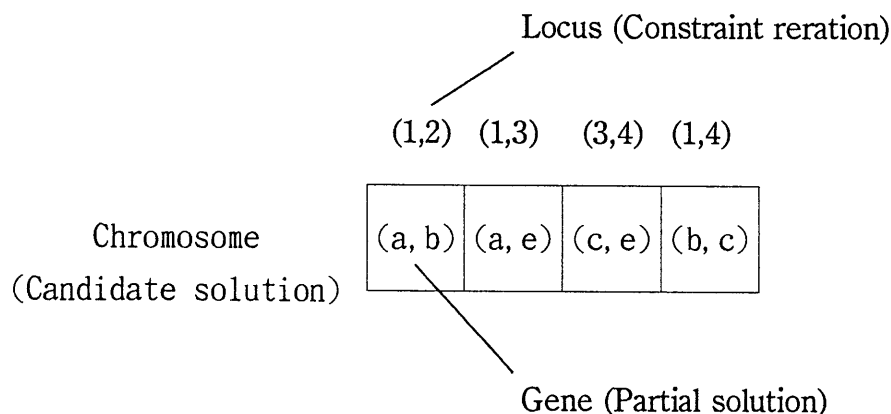 Locus (Constraint reration)
(1,2) (1,3) (3,4) (1,4)
Chromosome
(Candidate solution)
(a, b) (a, e) (c, e) (b, c)
Gene (Partial solution)